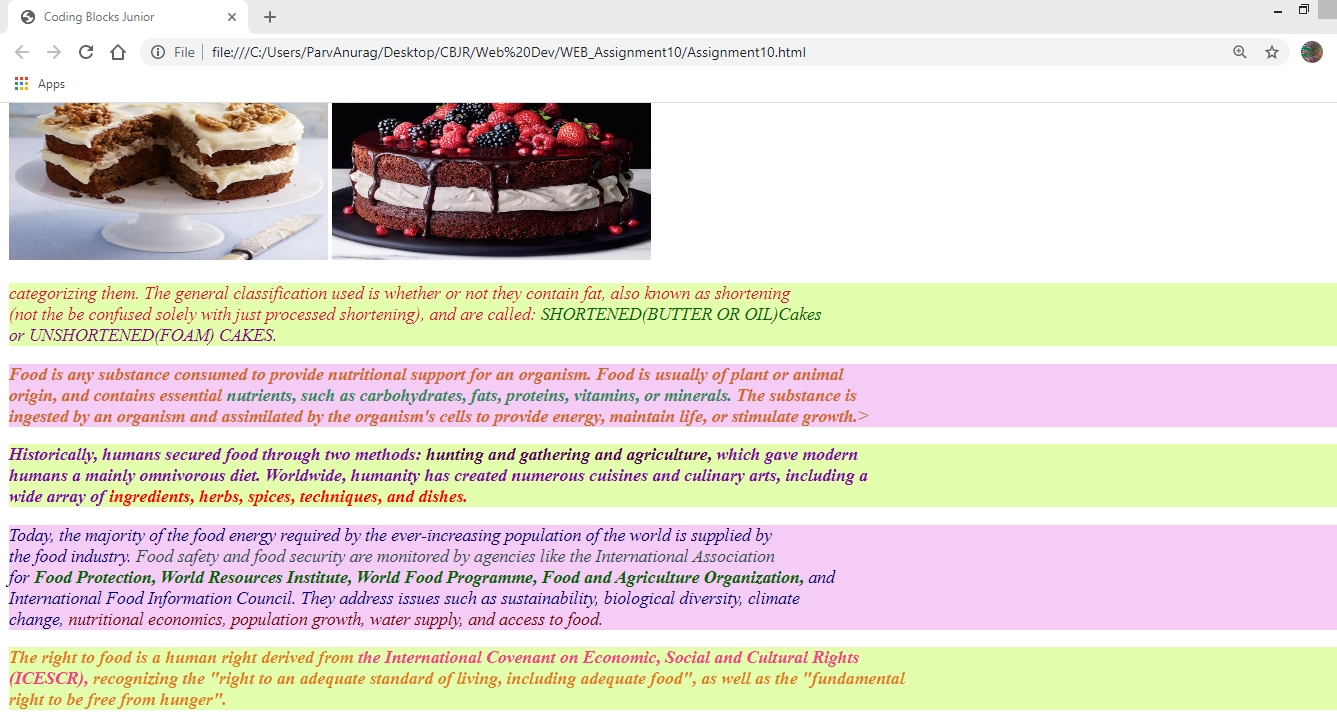 Coding Blocks Junior
File | file:///C:/Users/ParvAnurag/Desktop/CBJR/Web%20Dev/WEB_Assignment10/Assignment10.html
Apps
categorizing them. The general classification used is whether or not they contain fat, also known as shortening
(not the be confused solely with just processed shortening), and are called: SHORTENED(BUTTER OR OIL)Cakes
or UNSHORTENED(FOAM) CAKES.
Food is any substance consumed to provide nutritional support for an organism. Food is usually of plant or animal
origin, and contains essential nutrients, such as carbohydrates, fats, proteins, vitamins, or minerals. The substance is
ingested by an organism and assimilated by the organism's cells to provide energy, maintain life, or stimulate growth.>
Historically, humans secured food through two methods: hunting and gathering and agriculture, which gave modern
humans a mainly omnivorous diet. Worldwide, humanity has created numerous cuisines and culinary arts, including a
wide array of ingredients, herbs, spices, techniques, and dishes.
Today, the majority of the food energy required by the ever-increasing population of the world is supplied by
the food industry. Food safety and food security are monitored by agencies like the International Association
for Food Protection, World Resources Institute, World Food Programme, Food and Agriculture Organization, and
International Food Information Council. They address issues such as sustainability, biological diversity, climate
change, nutritional economics, population growth, water supply, and access to food.
The right to food is a human right derived from the International Covenant on Economic, Social and Cultural Rights
(ICESCR), recognizing the "right to an adequate standard of living, including adequate food", as well as the "fundamental
right to be free from hunger".